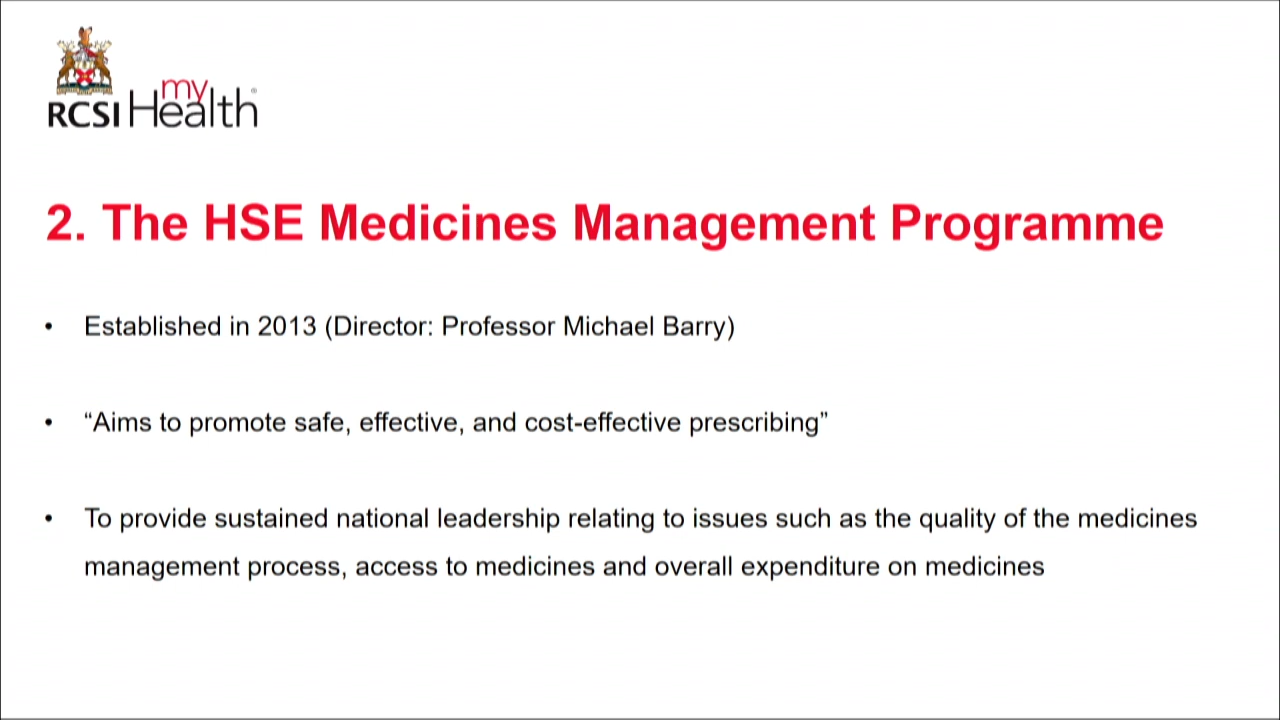 my
RCSI Health®
2. The HSE Medicines Management Programme
• Established in 2013 (Director: Professor Michael Barry)
• “Aims to promote safe, effective, and cost-effective prescribing”
• To provide sustained national leadership relating to issues such as the quality of the medicines
management process, access to medicines and overall expenditure on medicines